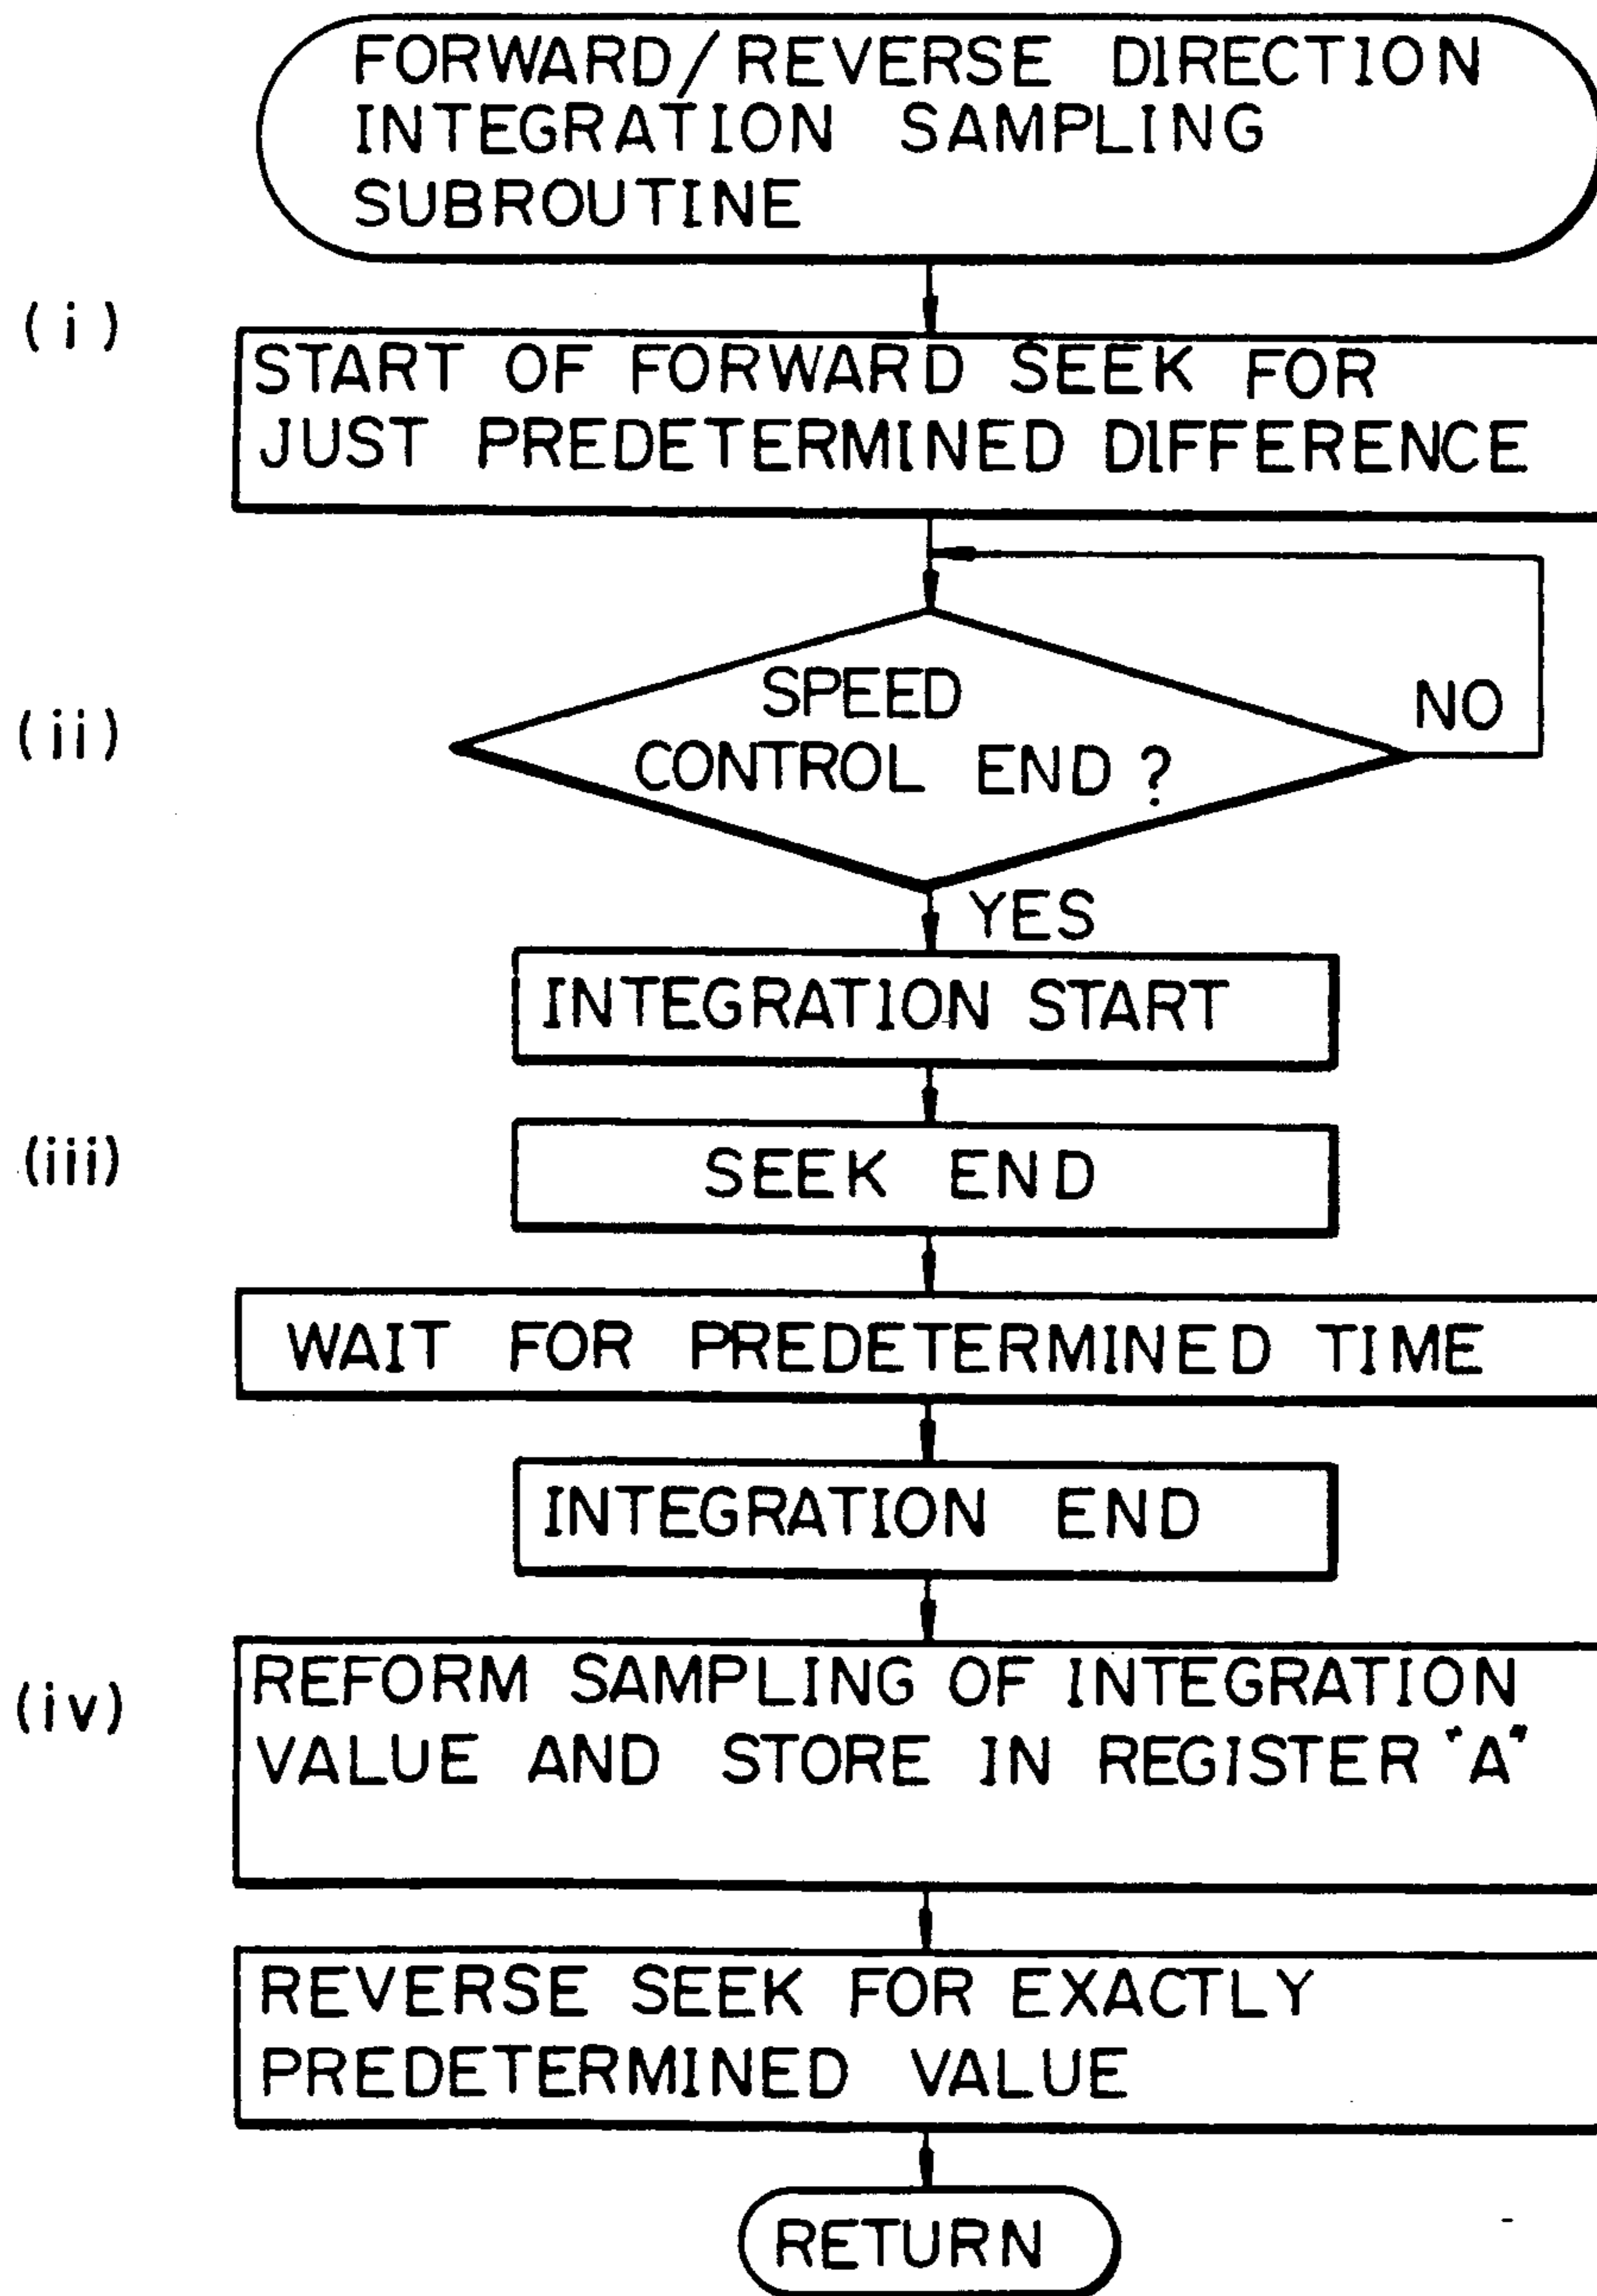 FORWARD/REVERSE DIRECTION
INTEGRATION SAMPLING
SUBROUTINE
(i)
START OF FORWARD SEEK FOR
JUST PREDETERMINED DIFFERENCE
(ii)
SPEED
CONTROL END ?
NO
YES
INTEGRATION START
(iii)
SEEK END
WAIT FOR PREDETERMINED TIME
INTEGRATION END
(iv)
REFORM SAMPLING OF INTEGRATION
VALUE AND STORE IN REGISTER "A"
REVERSE SEEK FOR EXACTLY
PREDETERMINED VALUE
RETURN